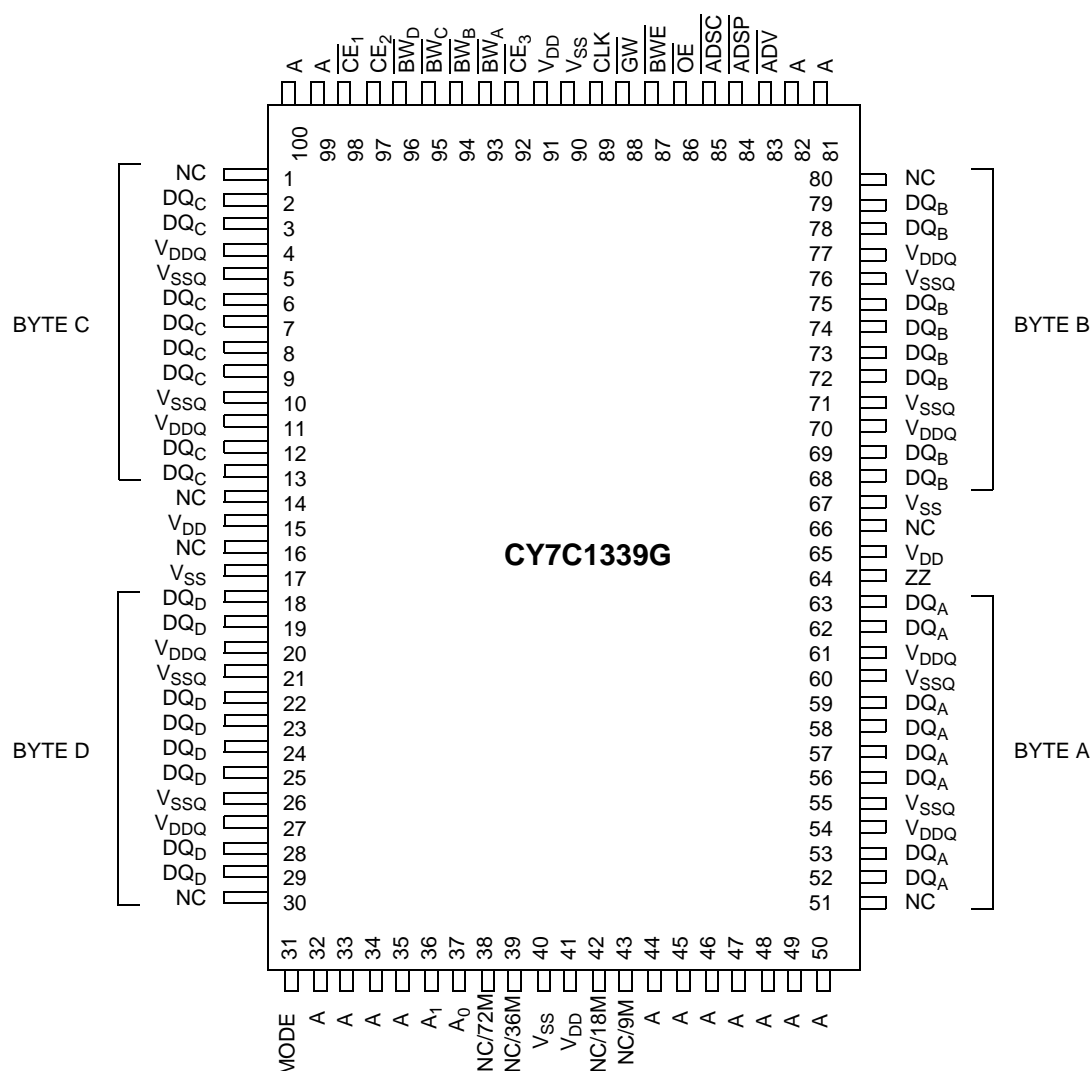 A A CE1 CE2 BWD BWC BWB BWA CE3 VDD VSS CLK GW BWE OE ADSC ADSP ADV A A
100 99 98 97 96 95 94 93 92 91 90 89 88 87 86 85 84 83 82 81
BYTE C
NC 1
DQC 2
DQC 3
VDDQ 4
VSSQ 5
DQC 6
DQC 7
DQC 8
DQC 9
VSSQ 10
VDDQ 11
DQC 12
DQC 13
NC 14
VDD 15
NC 16
VSS 17
BYTE D
DQD 18
DQD 19
VDDQ 20
VSSQ 21
DQD 22
DQD 23
DQD 24
DQD 25
VSSQ 26
VDDQ 27
DQD 28
DQD 29
NC 30
CY7C1339G
80 NC
79 DQB
78 DQB
77 VDDQ
76 VSSQ
75 DQB
74 DQB
73 DQB
72 DQB
71 VSSQ
70 VDDQ
69 DQB
68 DQB
67 VSS
66 NC
65 VDD
64 ZZ
BYTE B
63 DQA
62 DQA
61 VDDQ
60 VSSQ
59 DQA
58 DQA
57 DQA
56 DQA
55 VSSQ
54 VDDQ
53 DQA
52 DQA
51 NC
BYTE A
31 32 33 34 35 36 37 38 39 40 41 42 43 44 45 46 47 48 49 50
MODE A A A A A1 A0 NC/72M NC/36M VSS VDD NC/18M NC/9M A A A A A A A